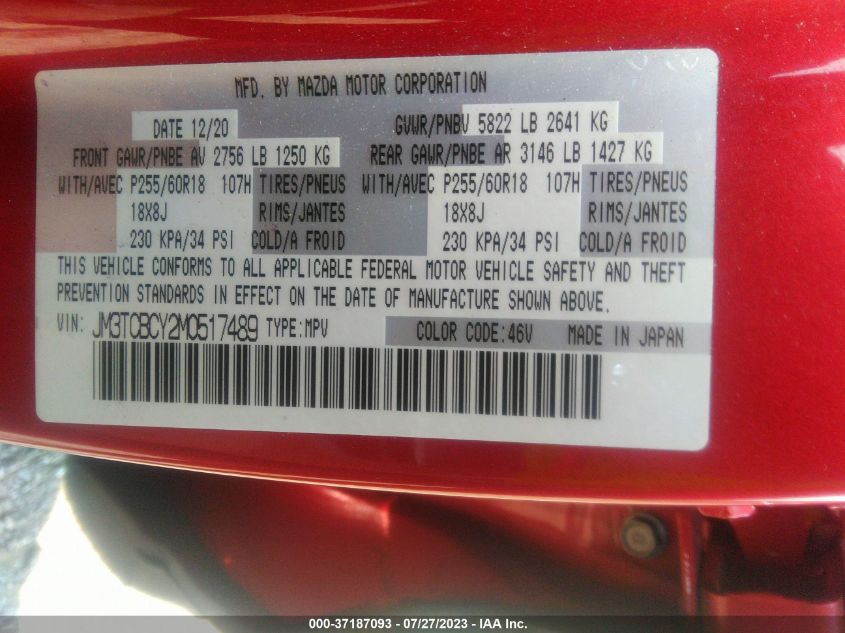 MFD. BY MAZDA MOTOR CORPORATION
DATE 12/20 GVWR/PNBV 5822 LB 2641 KG
FRONT GAWR/PNBE AV 2756 LB 1250 KG REAR GAWR/PNBE AR 3146 LB 1427 KG
WITH/AVEC P255/60R18 107H TIRES/PNEUS WITH/AVEC P255/60R18 107H TIRES/PNEUS
18X8J RIMS/JANTES 18X8J RIMS/JANTES
230 KPA/34 PSI COLD/A FROID 230 KPA/34 PSI COLD/A FROID
THIS VEHICLE CONFORMS TO ALL APPLICABLE FEDERAL MOTOR VEHICLE SAFETY AND THEFT
PREVENTION STANDARDS IN EFFECT ON THE DATE OF MANUFACTURE SHOWN ABOVE.
VIN: JM3TCBCY2M0517489 TYPE:MPV COLOR CODE:46V MADE IN JAPAN
000-37187093 - 07/27/2023 - IAA Inc.